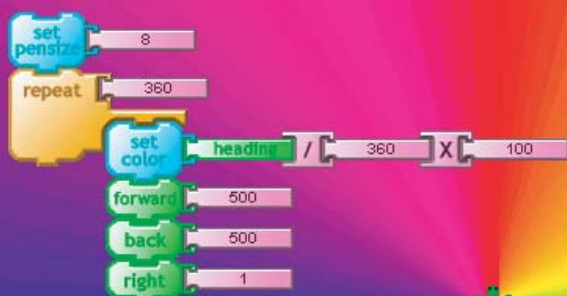 set pensize 8
repeat 360
set color heading / 360 X 100
forward 500
back 500
right 1